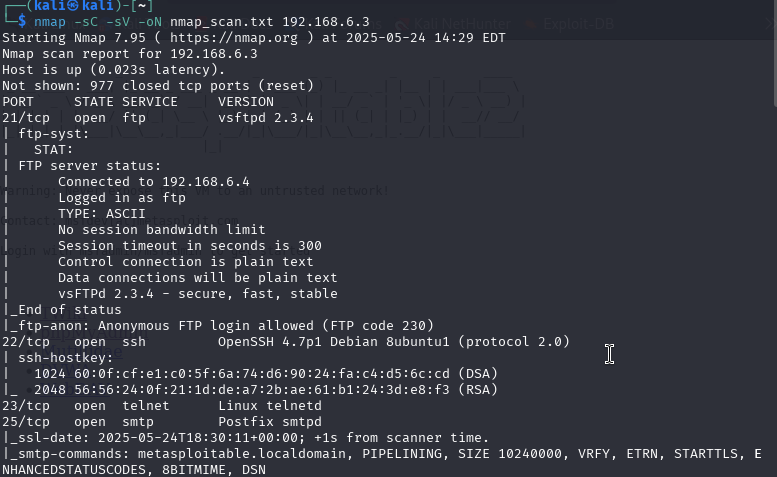 ┌──(kali㉿kali)-[~]
└─$ nmap -sC -sV -oN nmap_scan.txt 192.168.6.3
Kali NetHunter Exploit-DB
Starting Nmap 7.95 ( https://nmap.org ) at 2025-05-24 14:29 EDT
Nmap scan report for 192.168.6.3
Host is up (0.023s latency).
Not shown: 977 closed tcp ports (reset)
PORT     STATE SERVICE     VERSION
21/tcp   open  ftp         vsftpd 2.3.4
| ftp-syst:
|   STAT:
| FTP server status:
|      Connected to 192.168.6.4
|      Logged in as ftp
|      TYPE: ASCII
|      No session bandwidth limit
|      Session timeout in seconds is 300
|      Control connection is plain text
|      Data connections will be plain text
|      vsFTPd 2.3.4 - secure, fast, stable
|_End of status
|_ftp-anon: Anonymous FTP login allowed (FTP code 230)
22/tcp   open  ssh         OpenSSH 4.7p1 Debian 8ubuntu1 (protocol 2.0)
| ssh-hostkey:
|   1024 60:0f:cf:e1:c0:5f:6a:74:d6:90:24:fa:c4:d5:6c:cd (DSA)
|_  2048 56:56:24:0f:21:1d:de:a7:2b:ae:61:b1:24:3d:e8:f3 (RSA)
23/tcp   open  telnet      Linux telnetd
25/tcp   open  smtp        Postfix smtpd
|_ssl-date: 2025-05-24T18:30:11+00:00; +1s from scanner time.
|_smtp-commands: metasploitable.localdomain, PIPELINING, SIZE 10240000, VRFY, ETRN, STARTTLS, E
NHANCEDSTATUSCODES, 8BITMIME, DSN